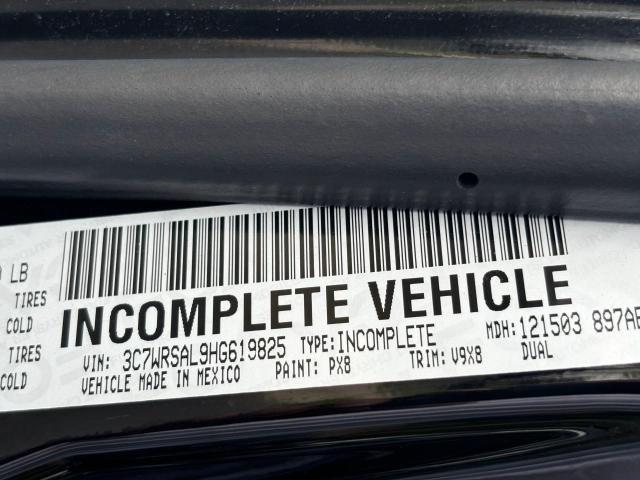 LB
TIRES
COLD
TIRES
COLD
INCOMPLETE VEHICLE
VIN: 3C7WRSAL9HG619825 TYPE:INCOMPLETE MDH:121503 897AE
VEHICLE MADE IN MEXICO PAINT: PX8 TRIM: V9X8 DUAL